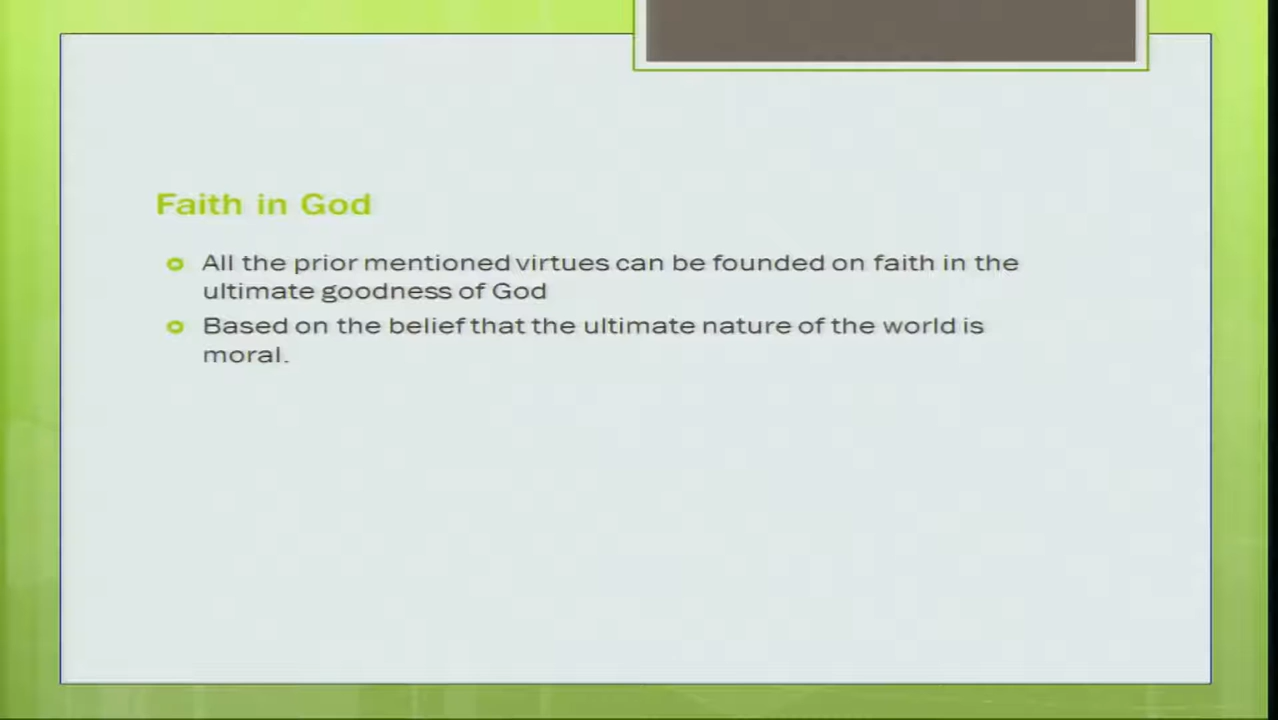 Faith in God
All the prior mentioned virtues can be founded on faith in the
ultimate goodness of God
Based on the belief that the ultimate nature of the world is
moral.